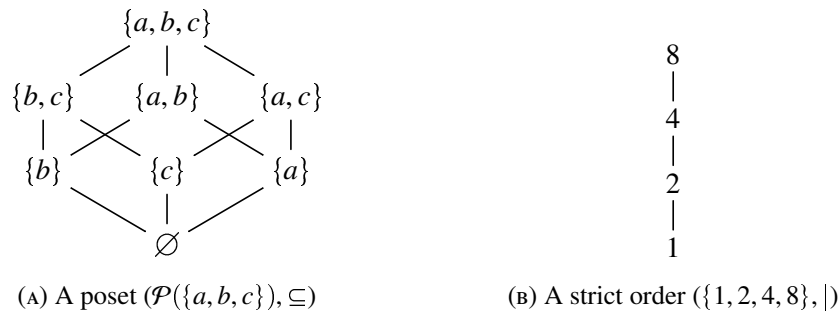 {a, b, c}
{b, c} {a, b} {a, c}
{b} {c} {a}
∅
(A) A poset (𝒫({a, b, c}), ⊆)
8
4
2
1
(B) A strict order ({1, 2, 4, 8}, |)